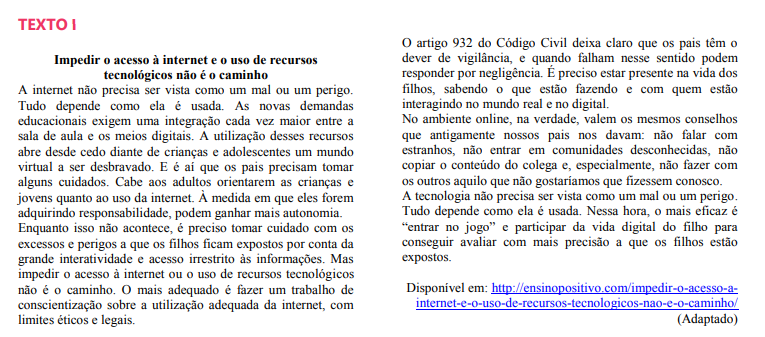 TEXTO I
Impedir o acesso à internet e o uso de recursos
tecnológicos não é o caminho
A internet não precisa ser vista como um mal ou um perigo.
Tudo depende como ela é usada. As novas demandas
educacionais exigem uma integração cada vez maior entre a
sala de aula e os meios digitais. A utilização desses recursos
abre desde cedo diante de crianças e adolescentes um mundo
virtual a ser desbravado. E é aí que os pais precisam tomar
alguns cuidados. Cabe aos adultos orientarem as crianças e
jovens quanto ao uso da internet. À medida em que eles forem
adquirindo responsabilidade, podem ganhar mais autonomia.
Enquanto isso não acontece, é preciso tomar cuidado com os
excessos e perigos a que os filhos ficam expostos por conta da
grande interatividade e acesso irrestrito às informações. Mas
impedir o acesso à internet ou o uso de recursos tecnológicos
não é o caminho. O mais adequado é fazer um trabalho de
conscientização sobre a utilização adequada da internet, com
limites éticos e legais.
O artigo 932 do Código Civil deixa claro que os pais têm o
dever de vigilância, e quando falham nesse sentido podem
responder por negligência. É preciso estar presente na vida dos
filhos, sabendo o que estão fazendo e com quem estão
interagindo no mundo real e no digital.
No ambiente online, na verdade, valem os mesmos conselhos
que antigamente nossos pais nos davam: não falar com
estranhos, não entrar em comunidades desconhecidas, não
copiar o conteúdo do colega e, especialmente, não fazer com
os outros aquilo que não gostaríamos que fizessem conosco.
A tecnologia não precisa ser vista como um mal ou um perigo.
Tudo depende como ela é usada. Nessa hora, o mais eficaz é
“entrar no jogo” e participar da vida digital do filho para
conseguir avaliar com mais precisão a que os filhos estão
expostos.
Disponível em: http://ensinopositivo.com/impedir-o-acesso-a-
internet-e-o-uso-de-recursos-tecnologicos-nao-e-o-caminho/
(Adaptado)